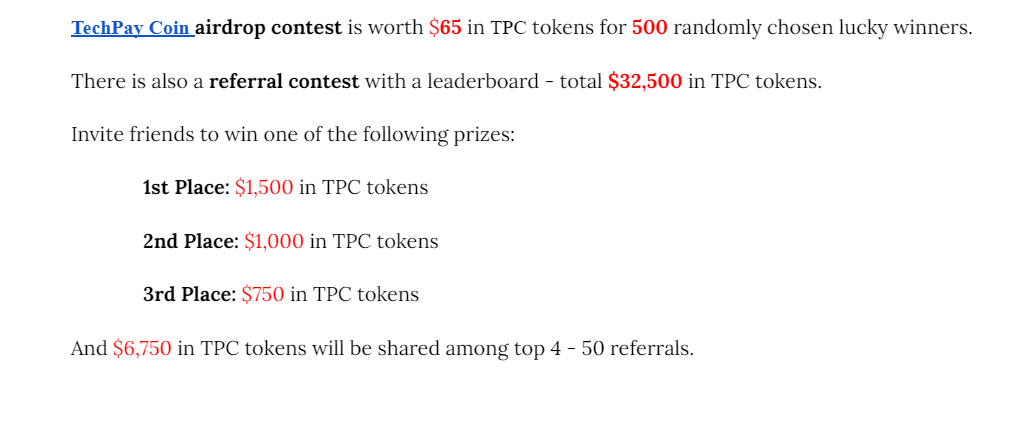 TechPay Coin airdrop contest is worth $65 in TPC tokens for 500 randomly chosen lucky winners.
There is also a referral contest with a leaderboard - total $32,500 in TPC tokens.
Invite friends to win one of the following prizes:
1st Place: $1,500 in TPC tokens
2nd Place: $1,000 in TPC tokens
3rd Place: $750 in TPC tokens
And $6,750 in TPC tokens will be shared among top 4 - 50 referrals.